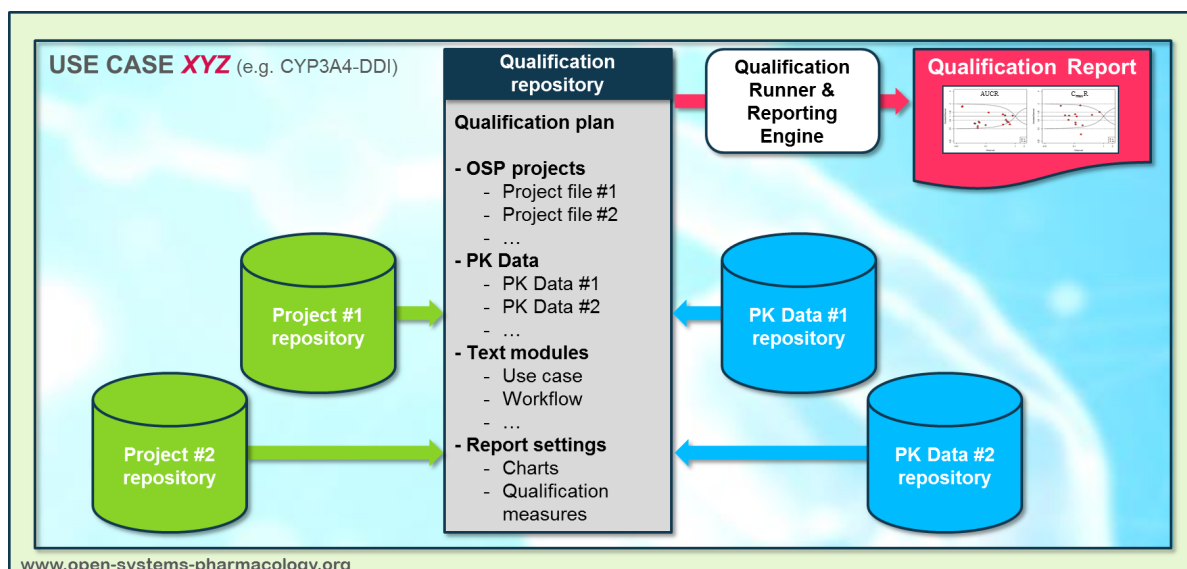 USE CASE XYZ (e.g. CYP3A4-DDI)
Qualification
repository
Qualification plan
- OSP projects
- Project file #1
- Project file #2
- …
- PK Data
- PK Data #1
- PK Data #2
- …
- Text modules
- Use case
- Workflow
- …
- Report settings
- Charts
- Qualification
measures
Qualification
Runner &
Reporting
Engine
Qualification Report
AUCR
Project #1
repository
Project #2
repository
PK Data #1
repository
PK Data #2
repository
www.open-systems-pharmacology.org